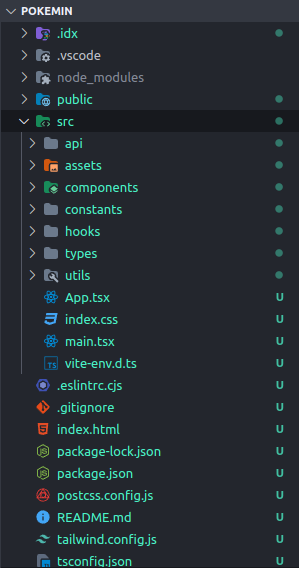 POKEMIN
.idx
.vscode
node_modules
public
src
api
assets
components
constants
hooks
types
utils
App.tsx U
index.css U
main.tsx U
TS vite-env.d.ts U
.eslintrc.cjs U
.gitignore U
index.html U
package-lock.json U
package.json U
postcss.config.js U
README.md U
tailwind.config.js U
TS tsconfig.json U